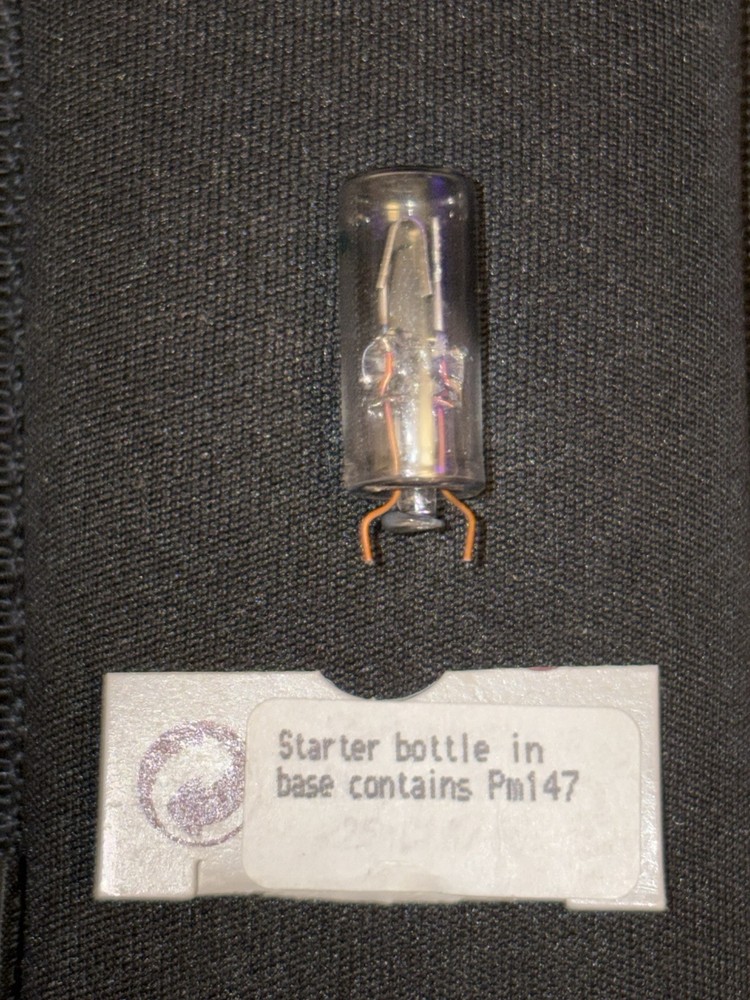 Starter bottle in
base contains Pm147